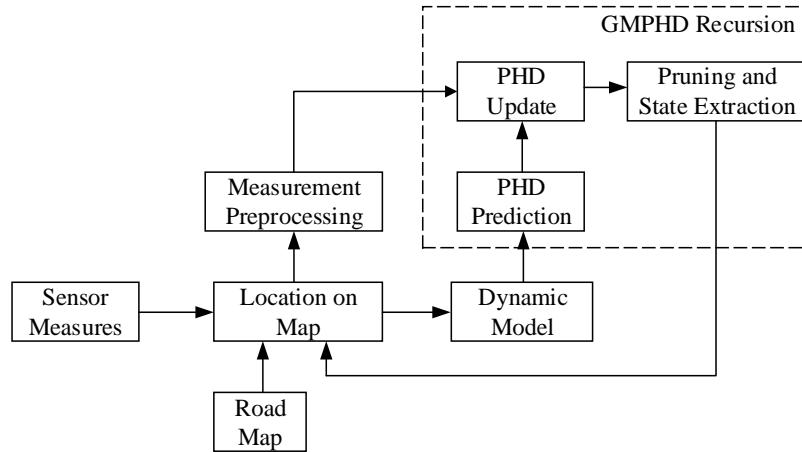 GMPHD Recursion
PHD
Update
Pruning and
State Extraction
Measurement
Preprocessing
PHD
Prediction
Sensor
Measures
Location on
Map
Dynamic
Model
Road
Map